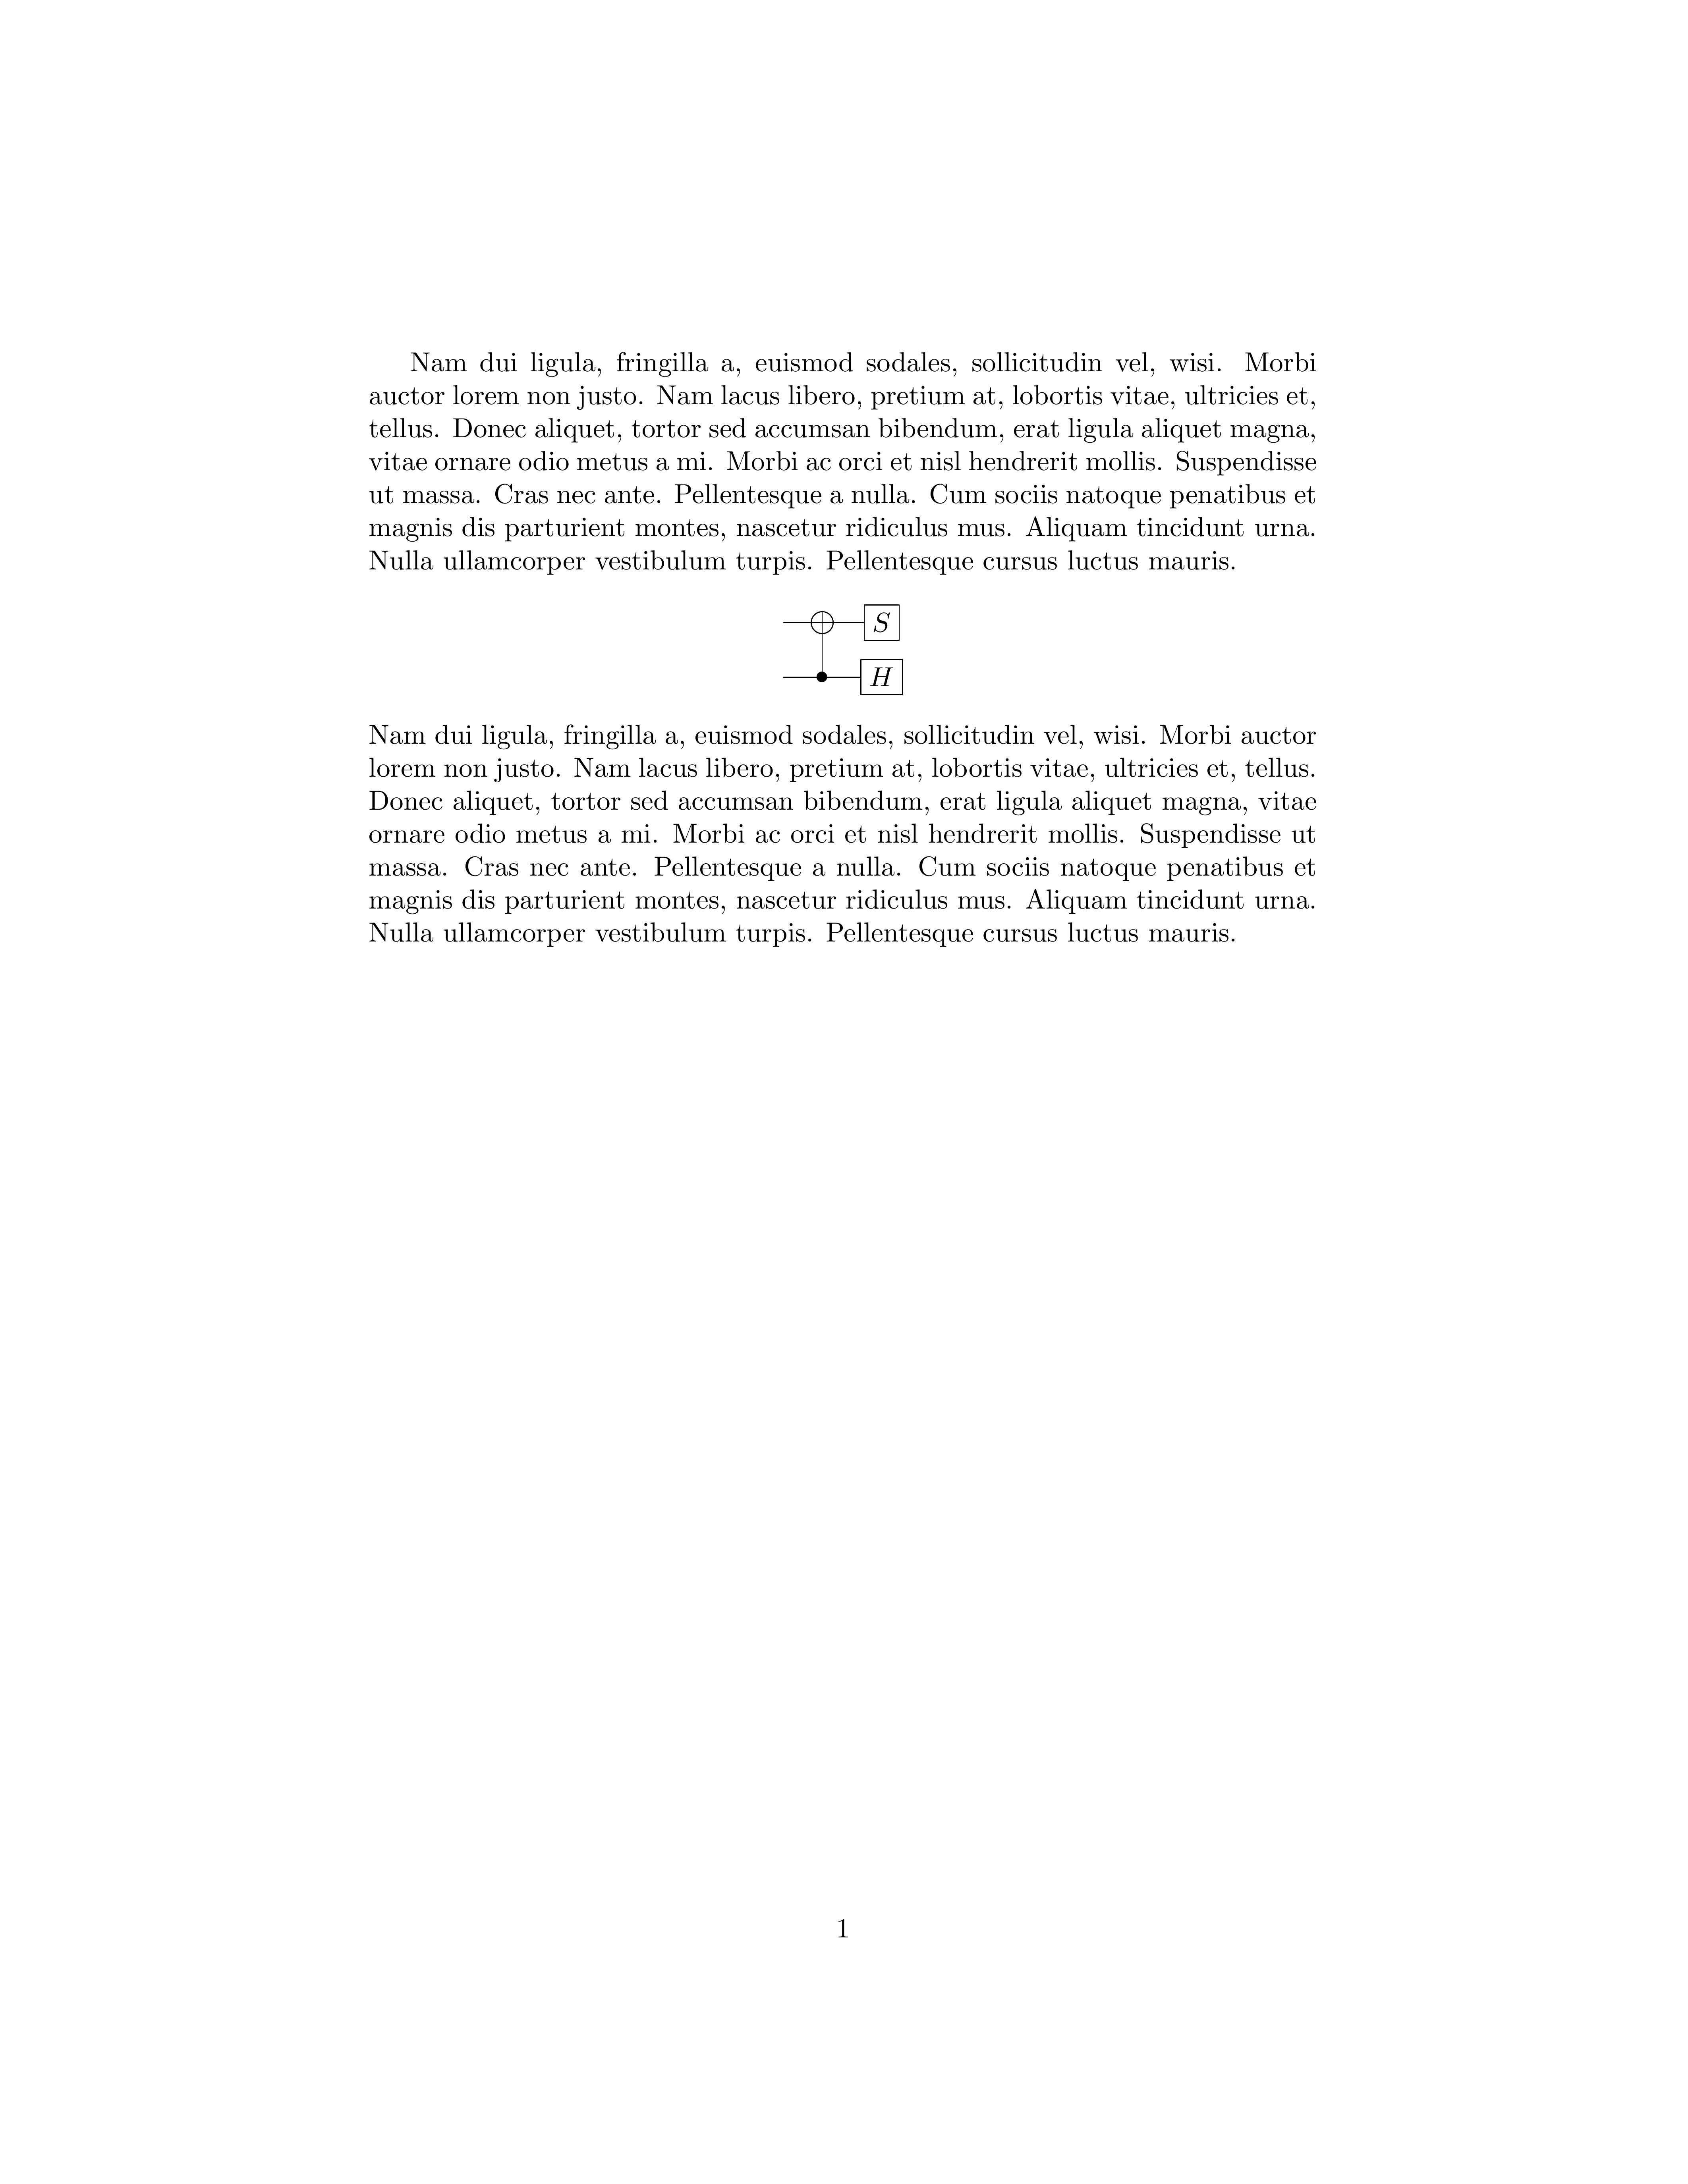 Nam dui ligula, fringilla a, euismod sodales, sollicitudin vel, wisi. Morbi
auctor lorem non justo. Nam lacus libero, pretium at, lobortis vitae, ultricies et,
tellus. Donec aliquet, tortor sed accumsan bibendum, erat ligula aliquet magna,
vitae ornare odio metus a mi. Morbi ac orci et nisl hendrerit mollis. Suspendisse
ut massa. Cras nec ante. Pellentesque a nulla. Cum sociis natoque penatibus et
magnis dis parturient montes, nascetur ridiculus mus. Aliquam tincidunt urna.
Nulla ullamcorper vestibulum turpis. Pellentesque cursus luctus mauris.
S
H
Nam dui ligula, fringilla a, euismod sodales, sollicitudin vel, wisi. Morbi auctor
lorem non justo. Nam lacus libero, pretium at, lobortis vitae, ultricies et, tellus.
Donec aliquet, tortor sed accumsan bibendum, erat ligula aliquet magna, vitae
ornare odio metus a mi. Morbi ac orci et nisl hendrerit mollis. Suspendisse ut
massa. Cras nec ante. Pellentesque a nulla. Cum sociis natoque penatibus et
magnis dis parturient montes, nascetur ridiculus mus. Aliquam tincidunt urna.
Nulla ullamcorper vestibulum turpis. Pellentesque cursus luctus mauris.
1